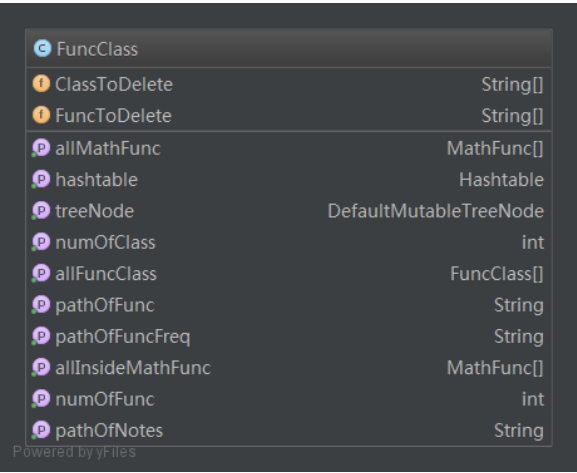 C FuncClass
f ClassToDelete String[]
f FuncToDelete String[]
P allMathFunc MathFunc[]
P hashtable Hashtable
P treeNode DefaultMutableTreeNode
P numOfClass int
P allFuncClass FuncClass[]
P pathOfFunc String
P pathOfFuncFreq String
P allInsideMathFunc MathFunc[]
P numOfFunc int
P pathOfNotes String
Powered by yFiles